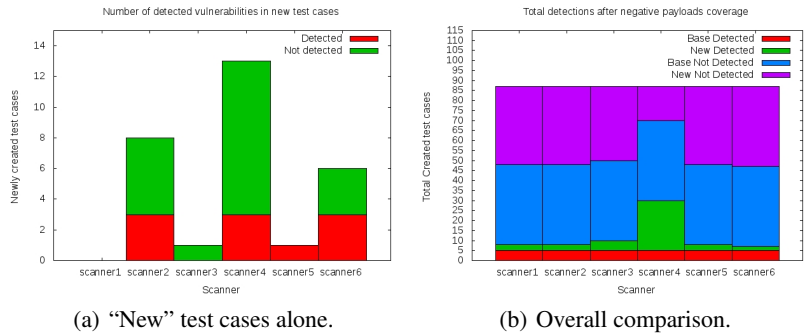 Number of detected vulnerabilities in new test cases
Detected
Not detected
14
12
10
8
6
4
2
0
Newly created test cases
scanner1 scanner2 scanner3 scanner4 scanner5 scanner6
Scanner
(a) “New” test cases alone.
Total detections after negative payloads coverage
Base Detected
New Detected
Base Not Detected
New Not Detected
115
110
105
100
95
90
85
80
75
70
65
60
55
50
45
40
35
30
25
20
15
10
5
0
Total Created test cases
scanner1 scanner2 scanner3 scanner4 scanner5 scanner6
Scanner
(b) Overall comparison.